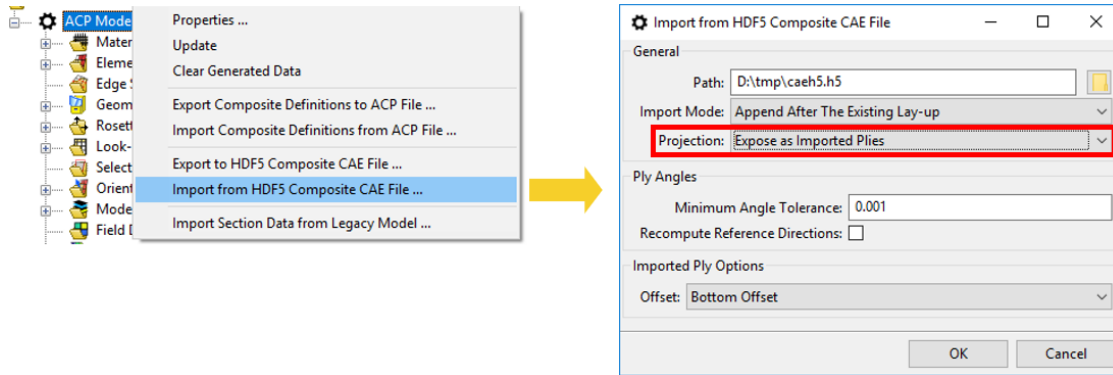 ACP Mode
Mater
Eleme
Edge S
Geom
Rosett
Look-
Select
Orient
Mode
Field D
Properties ...
Update
Clear Generated Data
Export Composite Definitions to ACP File ...
Import Composite Definitions from ACP File ...
Export to HDF5 Composite CAE File ...
Import from HDF5 Composite CAE File ...
Import Section Data from Legacy Model ...
Import from HDF5 Composite CAE File
General
Path: D:\tmp\caeh5.h5
Import Mode: Append After The Existing Lay-up
Projection: Expose as Imported Plies
Ply Angles
Minimum Angle Tolerance: 0.001
Recompute Reference Directions:
Imported Ply Options
Offset: Bottom Offset
OK Cancel